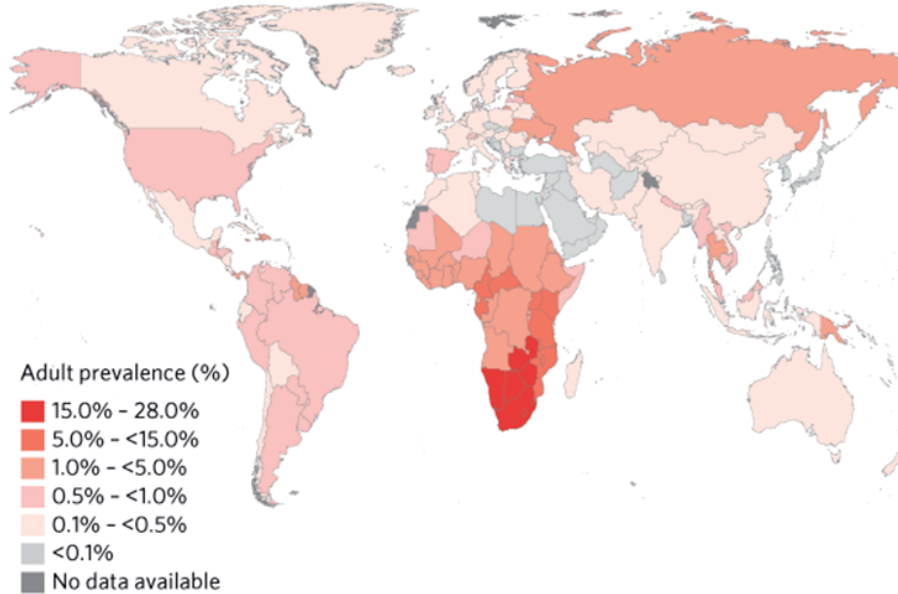 Adult prevalence (%)
15.0% - 28.0%
5.0% - <15.0%
1.0% - <5.0%
0.5% - <1.0%
0.1% - <0.5%
<0.1%
No data available